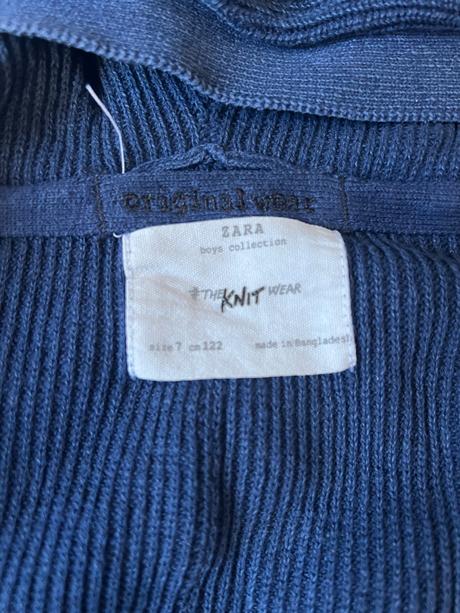 original wear
ZARA
boys collection
#THE KNIT WEAR
size 7 cm 122 made in Bangladesh